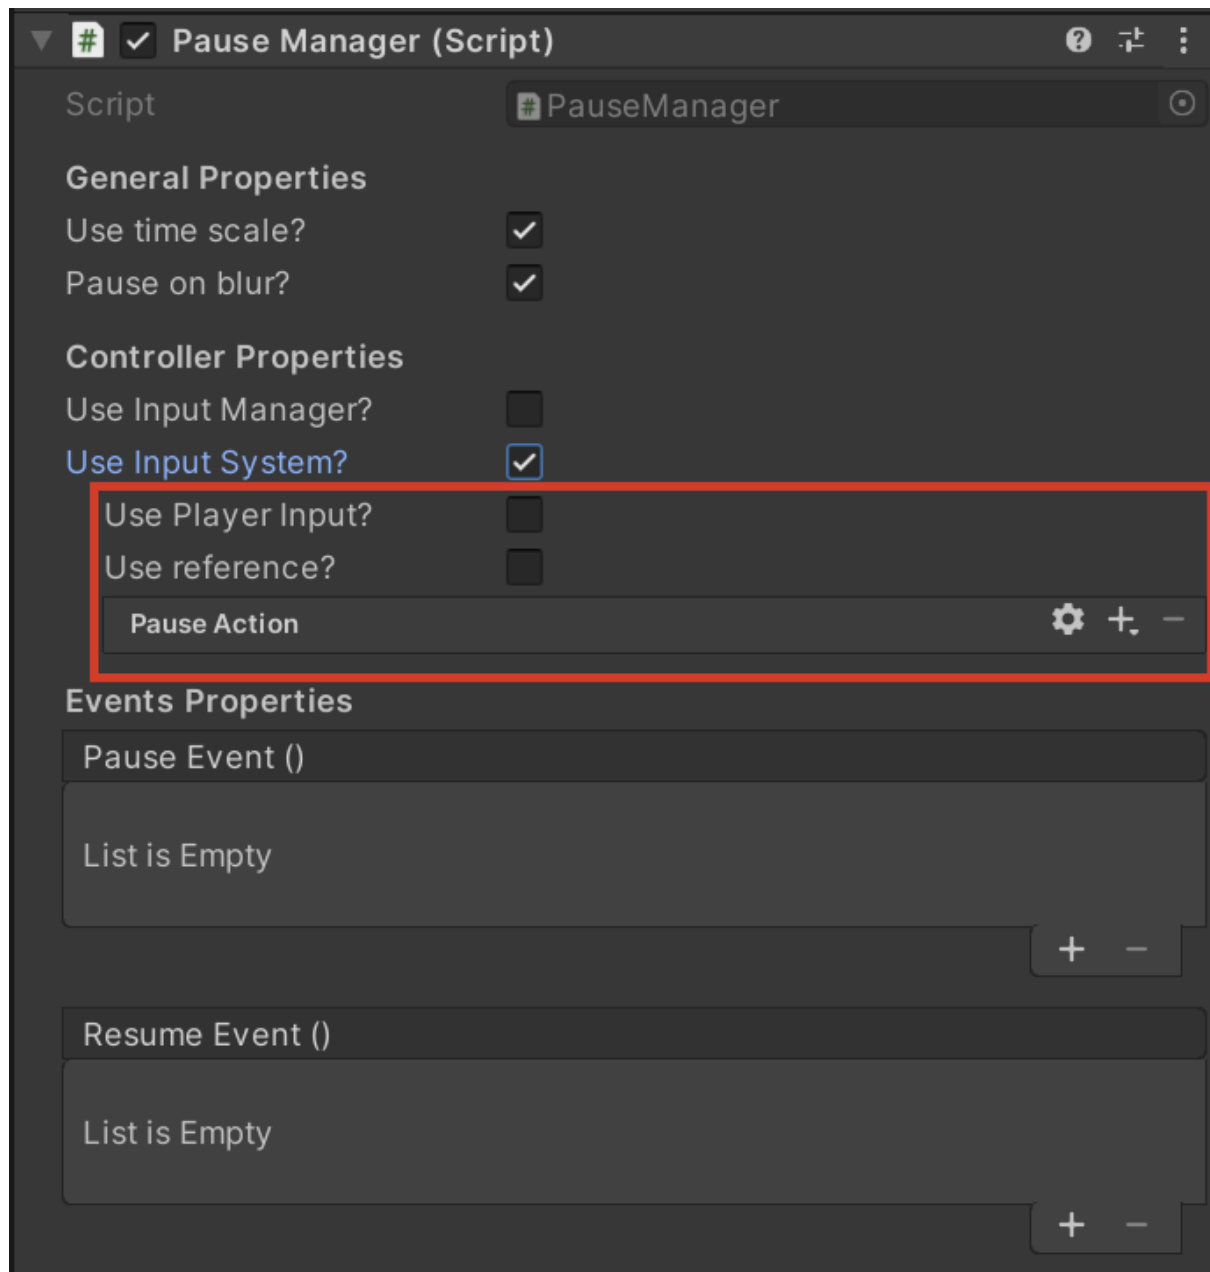 Pause Manager (Script)
Script PauseManager
General Properties
Use time scale?
Pause on blur?
Controller Properties
Use Input Manager?
Use Input System?
Use Player Input?
Use reference?
Pause Action
Events Properties
Pause Event ()
List is Empty
Resume Event ()
List is Empty